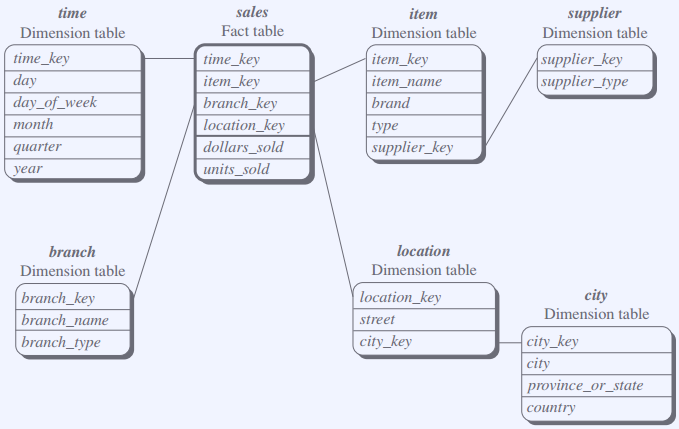 time
Dimension table
time_key
day
day_of_week
month
quarter
year
sales
Fact table
time_key
item_key
branch_key
location_key
dollars_sold
units_sold
item
Dimension table
item_key
item_name
brand
type
supplier_key
supplier
Dimension table
supplier_key
supplier_type
branch
Dimension table
branch_key
branch_name
branch_type
location
Dimension table
location_key
street
city_key
city
Dimension table
city_key
city
province_or_state
country